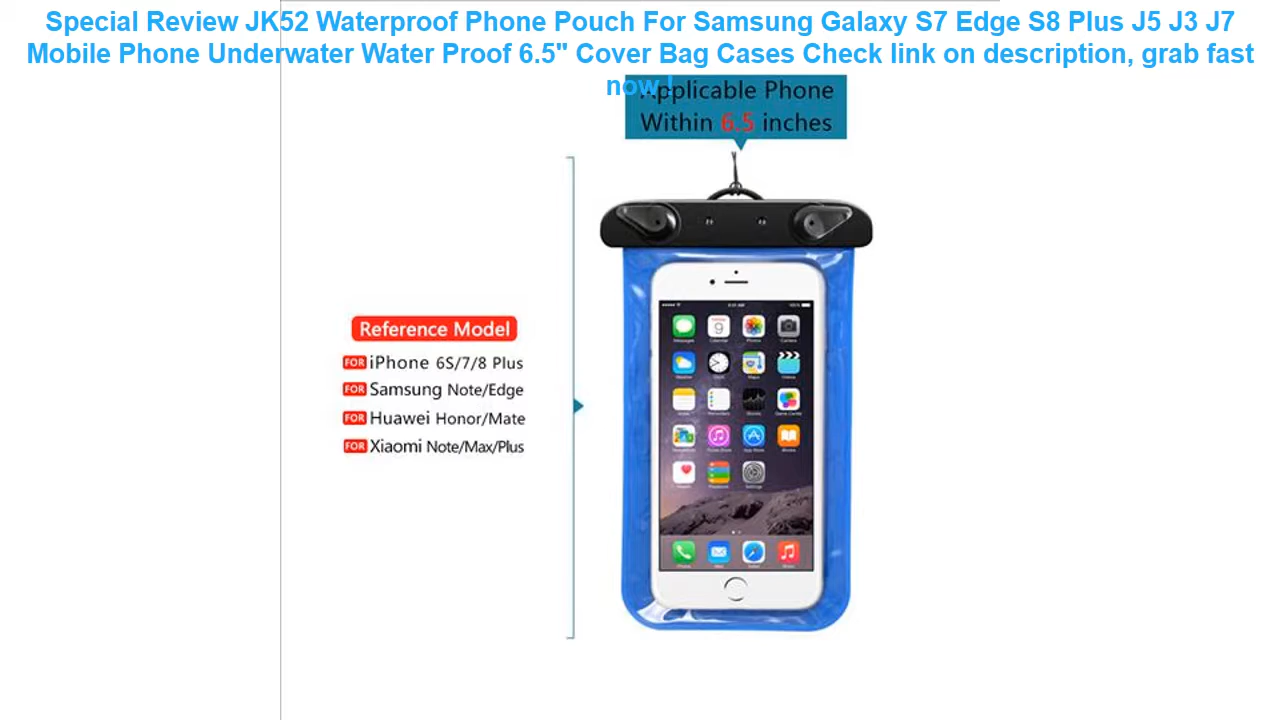 Special Review JK52 Waterproof Phone Pouch For Samsung Galaxy S7 Edge S8 Plus J5 J3 J7
Mobile Phone Underwater Water Proof 6.5" Cover Bag Cases Check link on description, grab fast
now !
Applicable Phone
Within 6.5 inches
Reference Model
FOR iPhone 6S/7/8 Plus
FOR Samsung Note/Edge
FOR Huawei Honor/Mate
FOR Xiaomi Note/Max/Plus
9